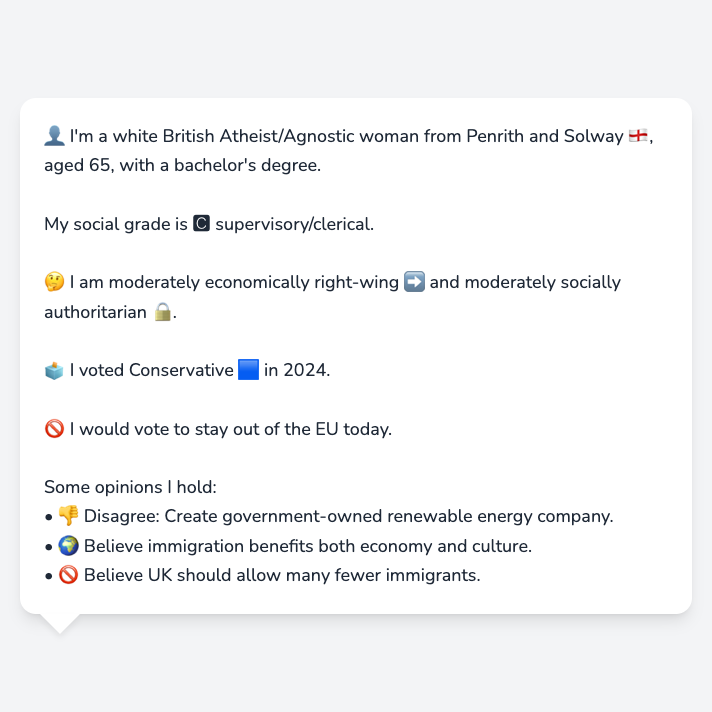 👤 I'm a white British Atheist/Agnostic woman from Penrith and Solway 🏴󠁧󠁢󠁥󠁮󠁧󠁿,
aged 65, with a bachelor's degree.
My social grade is 🅲 supervisory/clerical.
🤔 I am moderately economically right-wing ➡️ and moderately socially
authoritarian 🔒.
🗳️ I voted Conservative 🟦 in 2024.
🚫 I would vote to stay out of the EU today.
Some opinions I hold:
• 👎 Disagree: Create government-owned renewable energy company.
• 🌍 Believe immigration benefits both economy and culture.
• 🚫 Believe UK should allow many fewer immigrants.